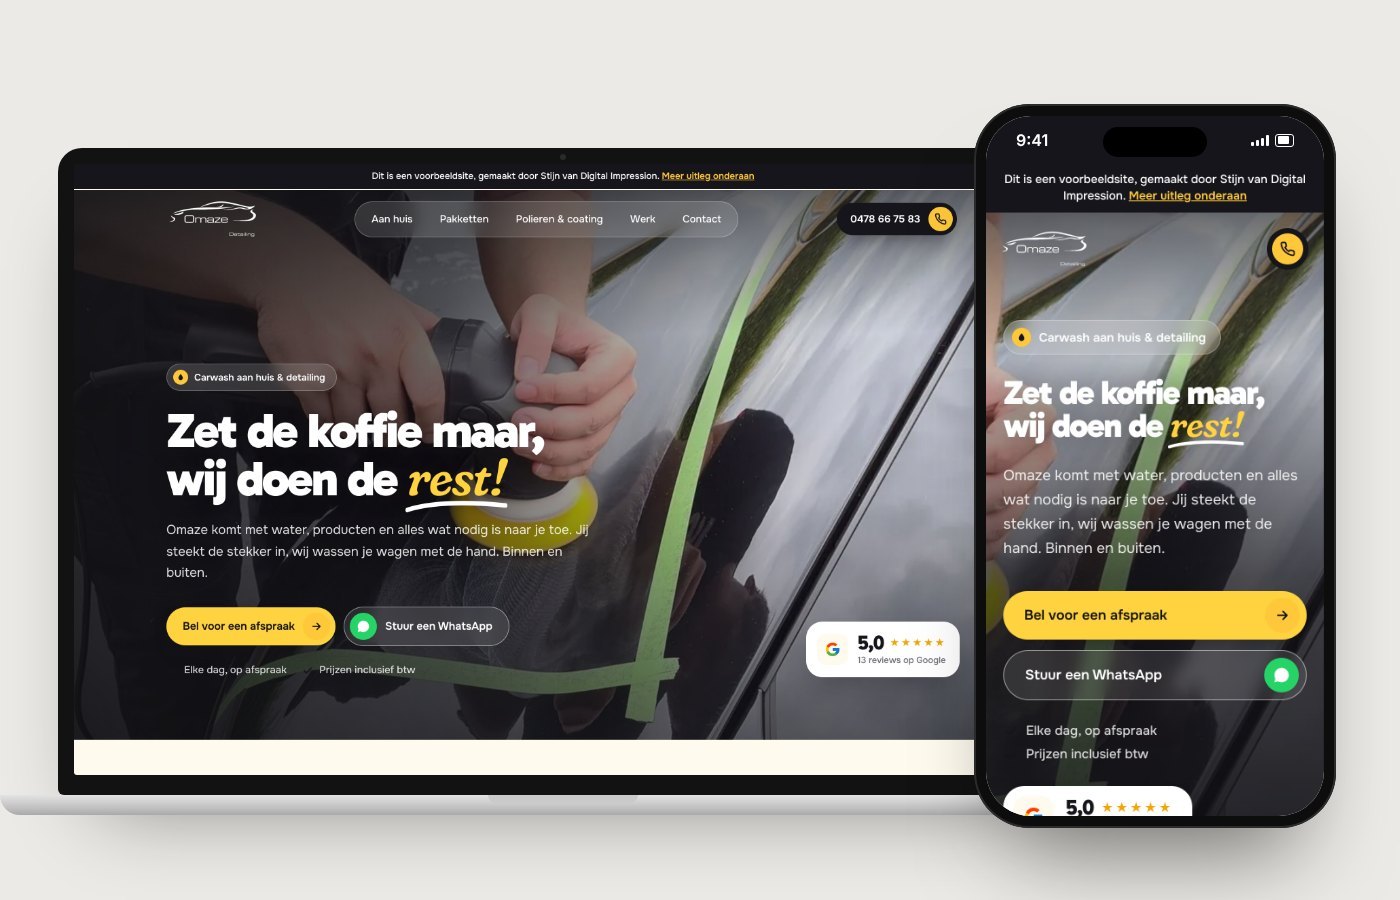 Dit is een voorbeeldsite, gemaakt door Stijn van Digital Impression. Meer uitleg onderaan
Omaze
Detailing
Aan huis
Pakketten
Polieren & coating
Werk
Contact
0478 66 75 83
Carwash aan huis & detailing
Zet de koffie maar,
wij doen de rest!
Omaze komt met water, producten en alles wat nodig is naar je toe. Jij
steekt de stekker in, wij wassen je wagen met de hand. Binnen en
buiten.
Bel voor een afspraak
Stuur een WhatsApp
Elke dag, op afspraak
Prijzen inclusief btw
5,0
13 reviews op Google
9:41
Dit is een voorbeeldsite, gemaakt door Stijn van Digital
Impression. Meer uitleg onderaan
Omaze
Detailing
Carwash aan huis & detailing
Zet de koffie maar,
wij doen de rest!
Omaze komt met water, producten en alles
wat nodig is naar je toe. Jij steekt de
stekker in, wij wassen je wagen met de
hand. Binnen en buiten.
Bel voor een afspraak
Stuur een WhatsApp
Elke dag, op afspraak
Prijzen inclusief btw
5,0